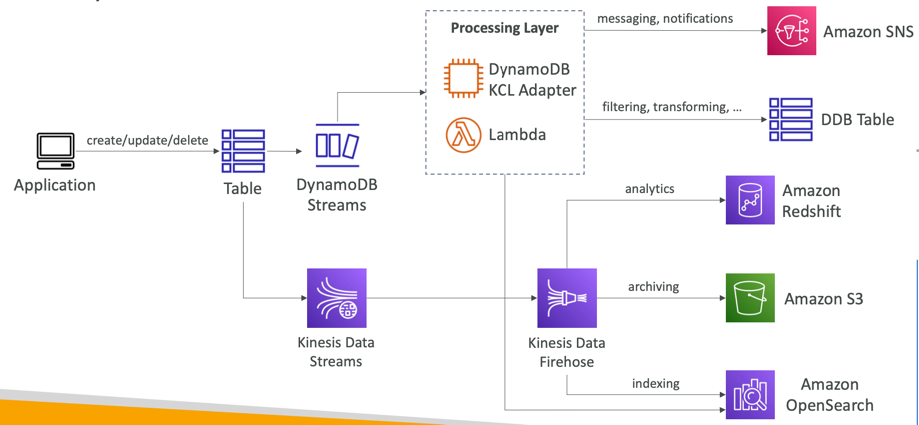 Processing Layer
DynamoDB
KCL Adapter
Lambda
messaging, notifications
Amazon SNS
filtering, transforming, ...
DDB Table
create/update/delete
Application
Table
DynamoDB
Streams
analytics
Amazon
Redshift
Kinesis Data
Streams
Kinesis Data
Firehose
archiving
Amazon S3
indexing
Amazon
OpenSearch